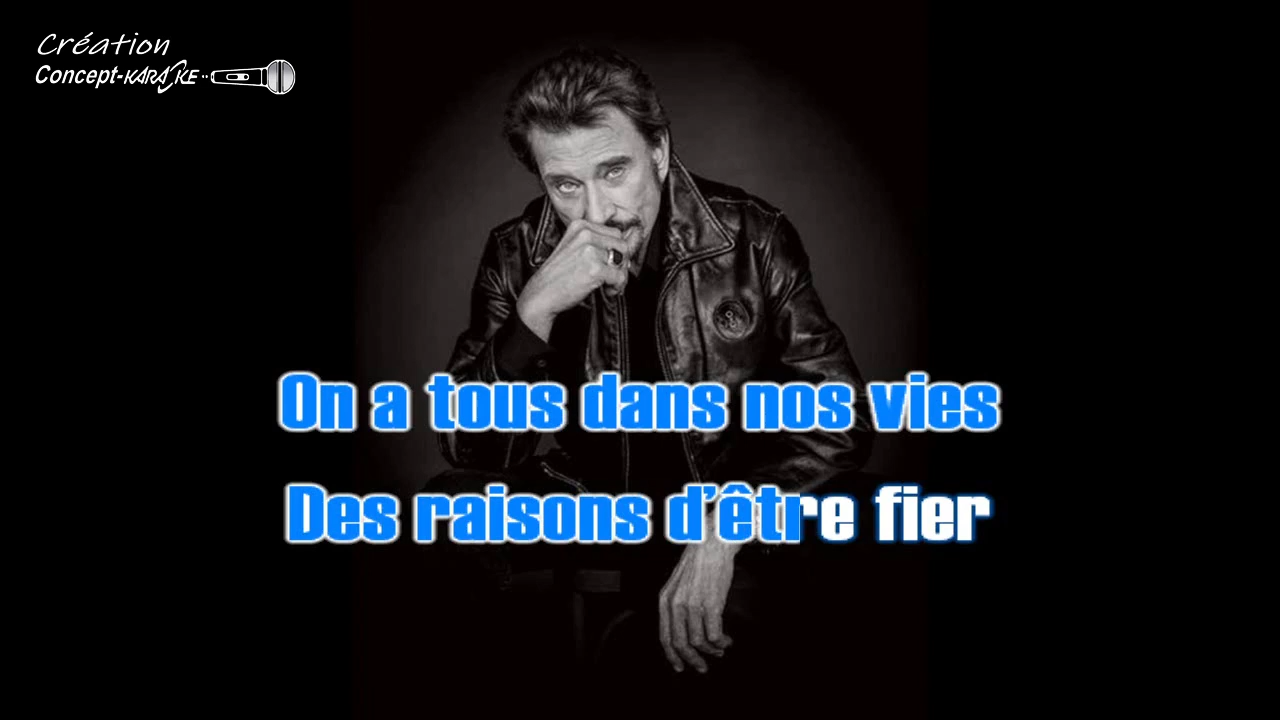 Création
Concept-KARAOKE
On a tous dans nos vies
Des raisons d'être fier